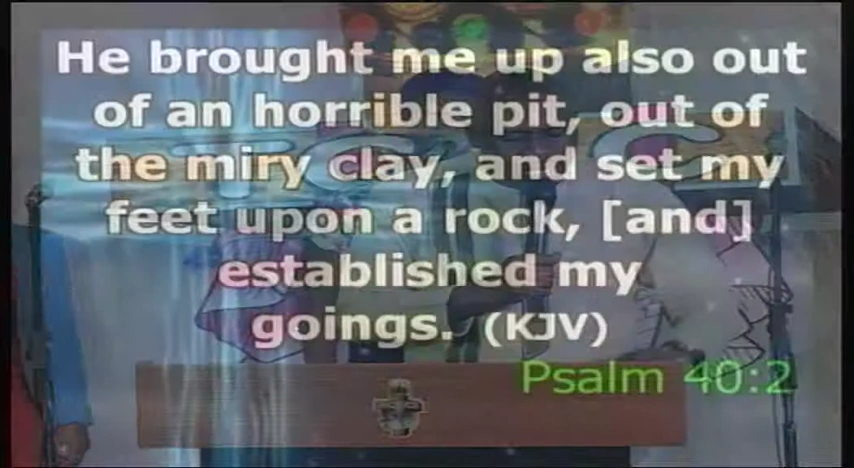 He brought me up also out
of an horrible pit, out of
the miry clay, and set my
feet upon a rock, [and]
established my
goings. (KJV)
Psalm 40:2